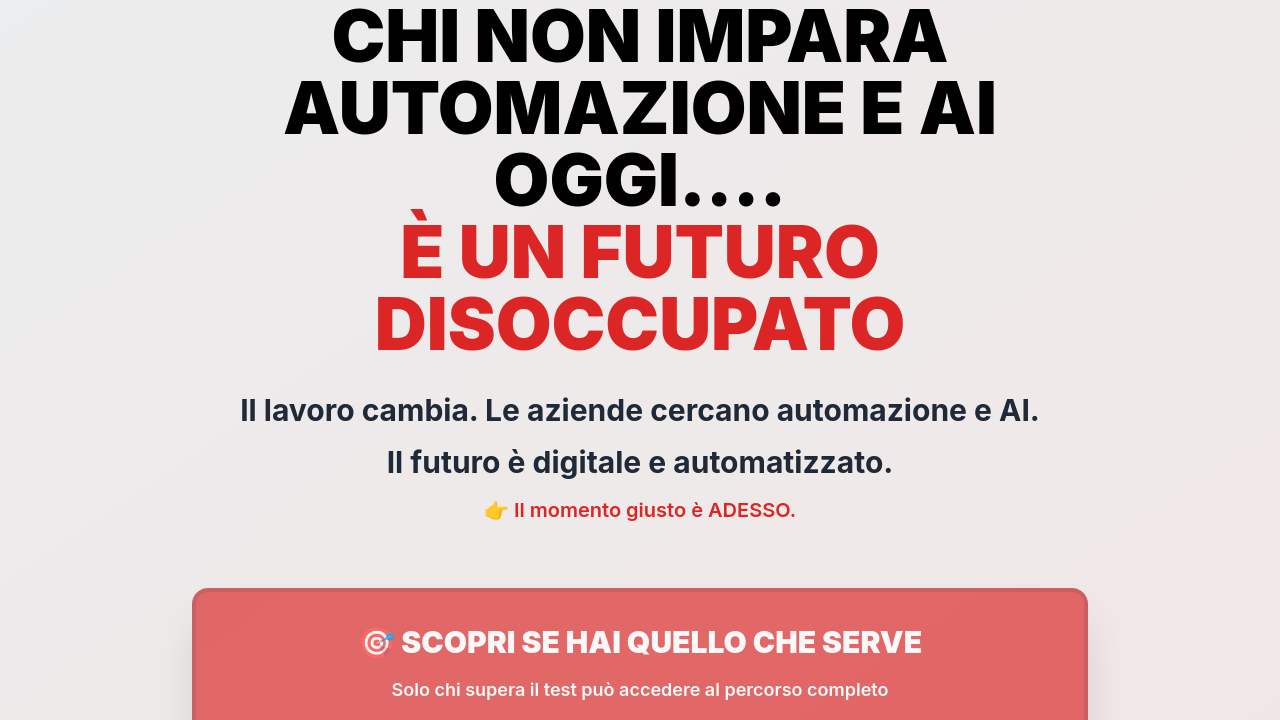 CHI NON IMPARA
AUTOMAZIONE E AI
OGGI....
È UN FUTURO
DISOCCUPATO
Il lavoro cambia. Le aziende cercano automazione e AI.
Il futuro è digitale e automatizzato.
👉 Il momento giusto è ADESSO.
🎯 SCOPRI SE HAI QUELLO CHE SERVE
Solo chi supera il test può accedere al percorso completo